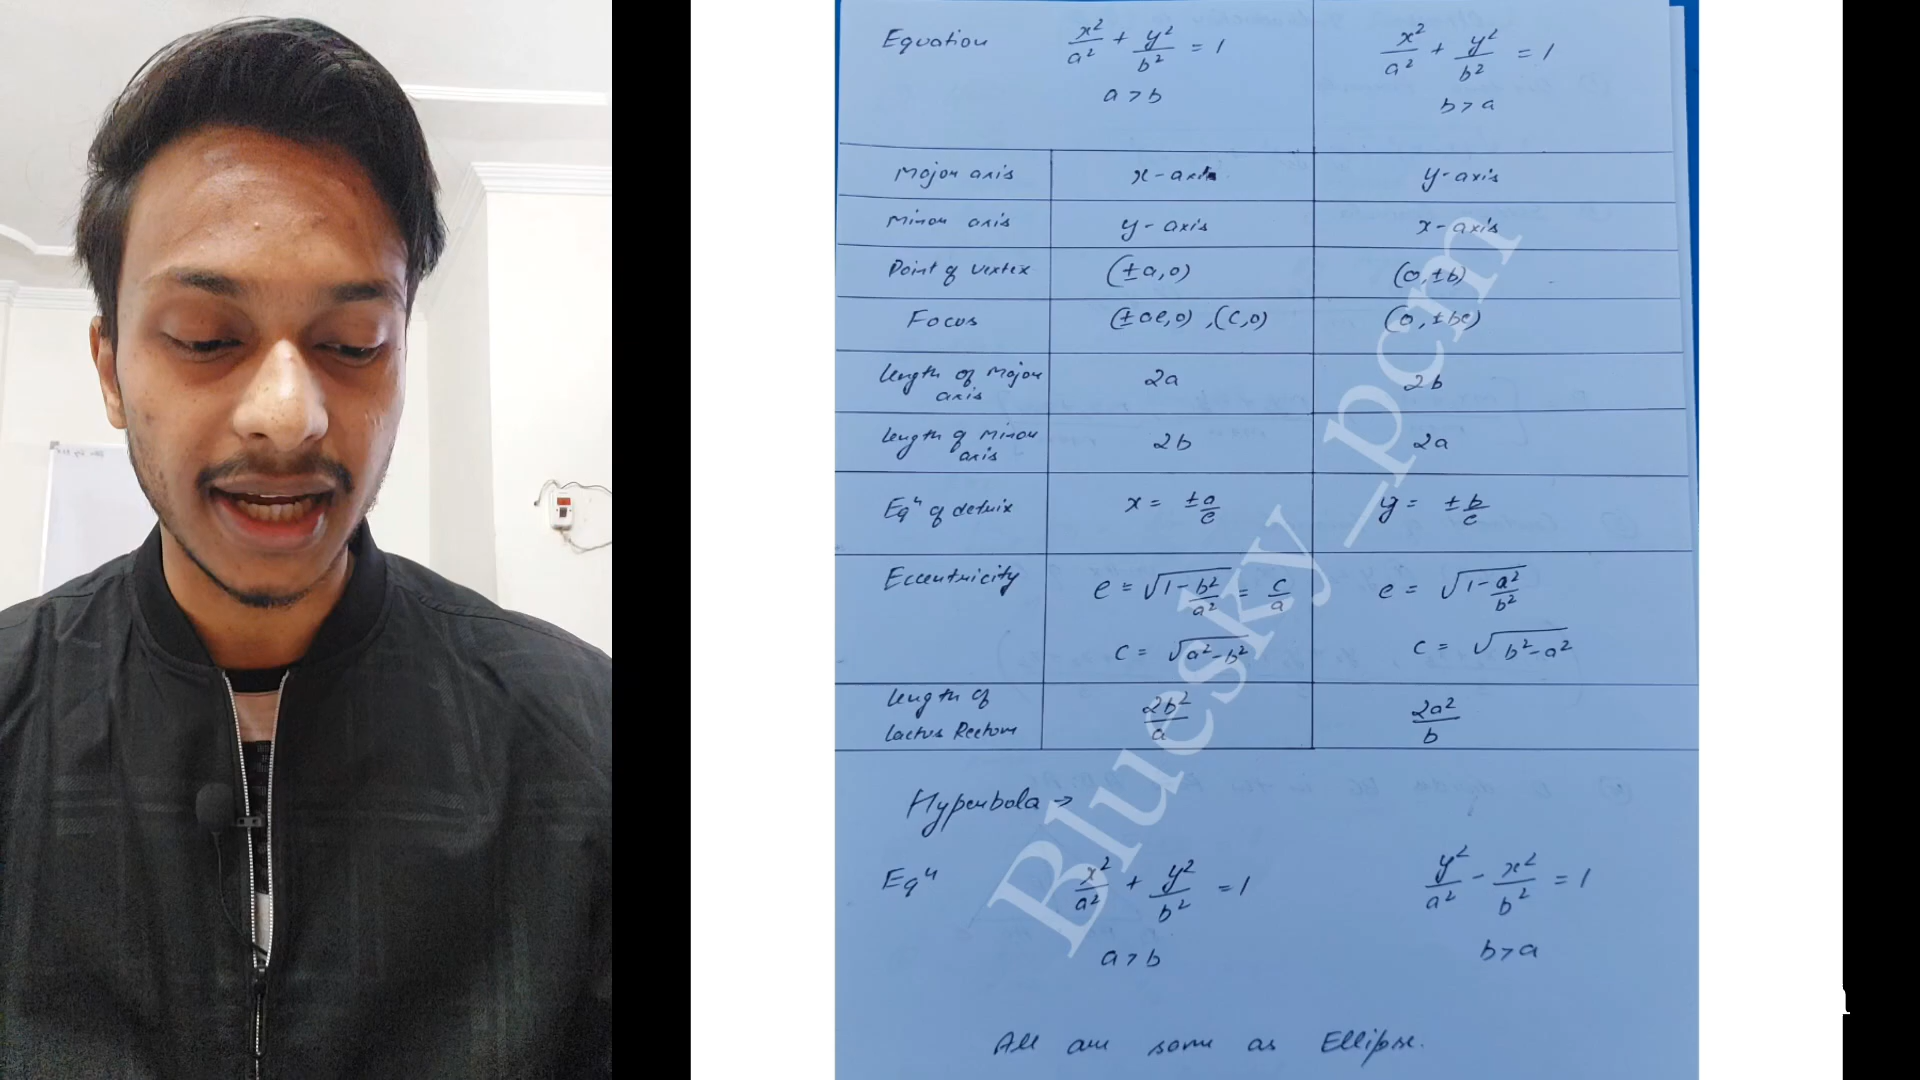 Equation x²/a² + y²/b² = 1 x²/a² + y²/b² = 1
a > b b > a
Major axis x-axis y-axis
Minor axis y-axis x-axis
Point of vertex (±a,0) (0,±b)
Focus (±ae,0), (C,0) (0,±be)
Length of Major axis 2a 2b
Length of Minor axis 2b 2a
Eqⁿ of detrix x = ±a/e y = ±b/e
Eccentricity e = √1-b²/a² = c/a e = √1-a²/b²
C = √a²-b² C = √b²-a²
Length of Lactus Rectum 2b²/a 2a²/b
Hyperbola →
Eqⁿ x²/a² + y²/b² = 1 y²/a² - x²/b² = 1
a > b b > a
All are same as Ellipse.
Bluesky_pcm